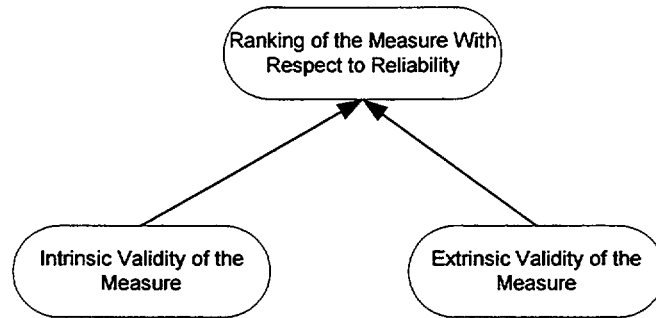 Ranking of the Measure With
Respect to Reliability
Intrinsic Validity of the
Measure
Extrinsic Validity of the
Measure